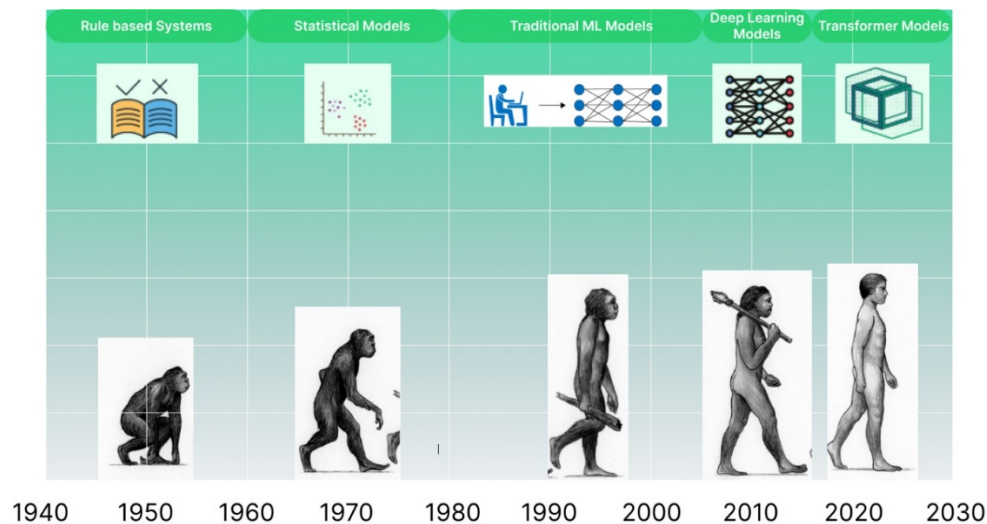 Rule based Systems
Statistical Models
Traditional ML Models
Deep Learning
Models
Transformer Models
1940 1950 1960 1970 1980 1990 2000 2010 2020 2030